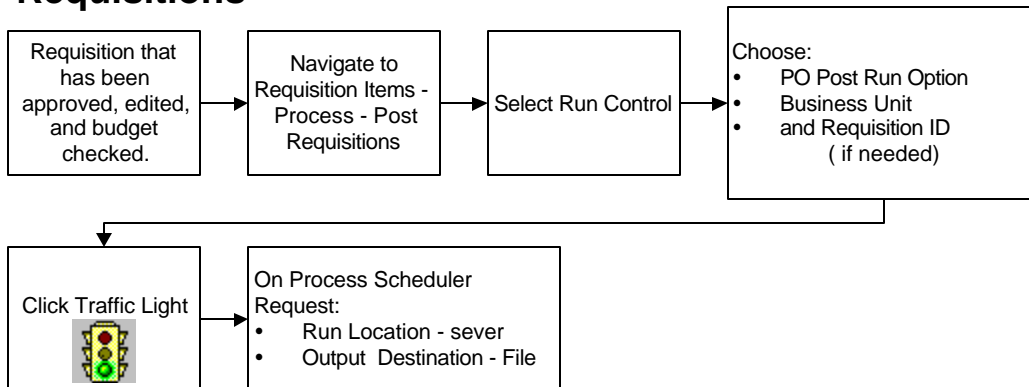 Requisitions
Requisition that
has been
approved, edited,
and budget
checked.
Navigate to
Requisition Items -
Process - Post
Requisitions
Select Run Control
Choose:
• PO Post Run Option
• Business Unit
• and Requisition ID
( if needed)
Click Traffic Light
On Process Scheduler
Request:
• Run Location - sever
• Output Destination - File